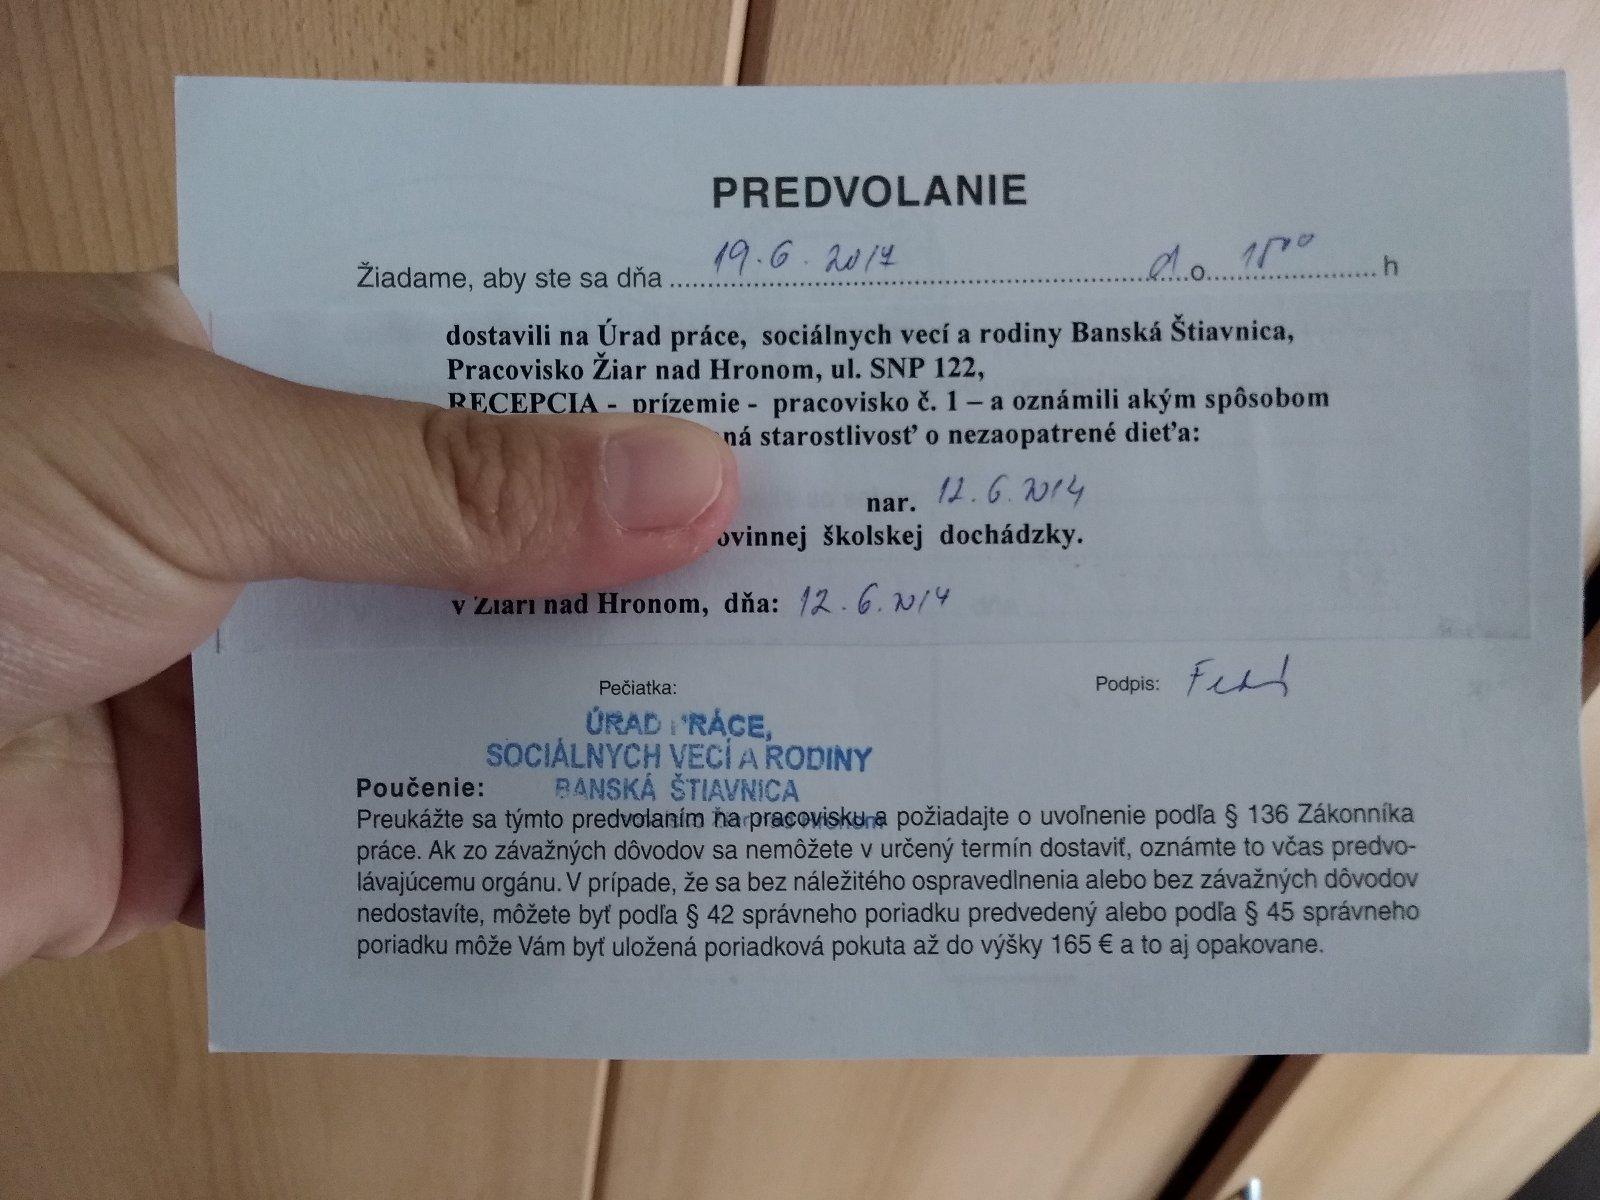 PREDVOLANIE
Žiadame, aby ste sa dňa 19.6.2017 o 15⁰⁰ h
dostavili na Úrad práce, sociálnych vecí a rodiny Banská Štiavnica,
Pracovisko Žiar nad Hronom, ul. SNP 122,
RECEPCIA - prízemie - pracovisko č. 1 – a oznámili akým spôsobom
ná starostlivosť o nezaopatrené dieťa:
nar. 12.6.2014
ovinnej školskej dochádzky.
v Žiari nad Hronom, dňa: 12.6.2014
Pečiatka:
Podpis:
ÚRAD PRÁCE,
SOCIÁLNYCH VECÍ A RODINY
BANSKÁ ŠTIAVNICA
Poučenie:
Preukážte sa týmto predvolaním na pracovisku a požiadajte o uvoľnenie podľa § 136 Zákonníka
práce. Ak zo závažných dôvodov sa nemôžete v určený termín dostaviť, oznámte to včas predvo-
lávajúcemu orgánu. V prípade, že sa bez náležitého ospravedlnenia alebo bez závažných dôvodov
nedostavíte, môžete byť podľa § 42 správneho poriadku predvedený alebo podľa § 45 správneho
poriadku môže Vám byť uložená poriadková pokuta až do výšky 165 € a to aj opakovane.